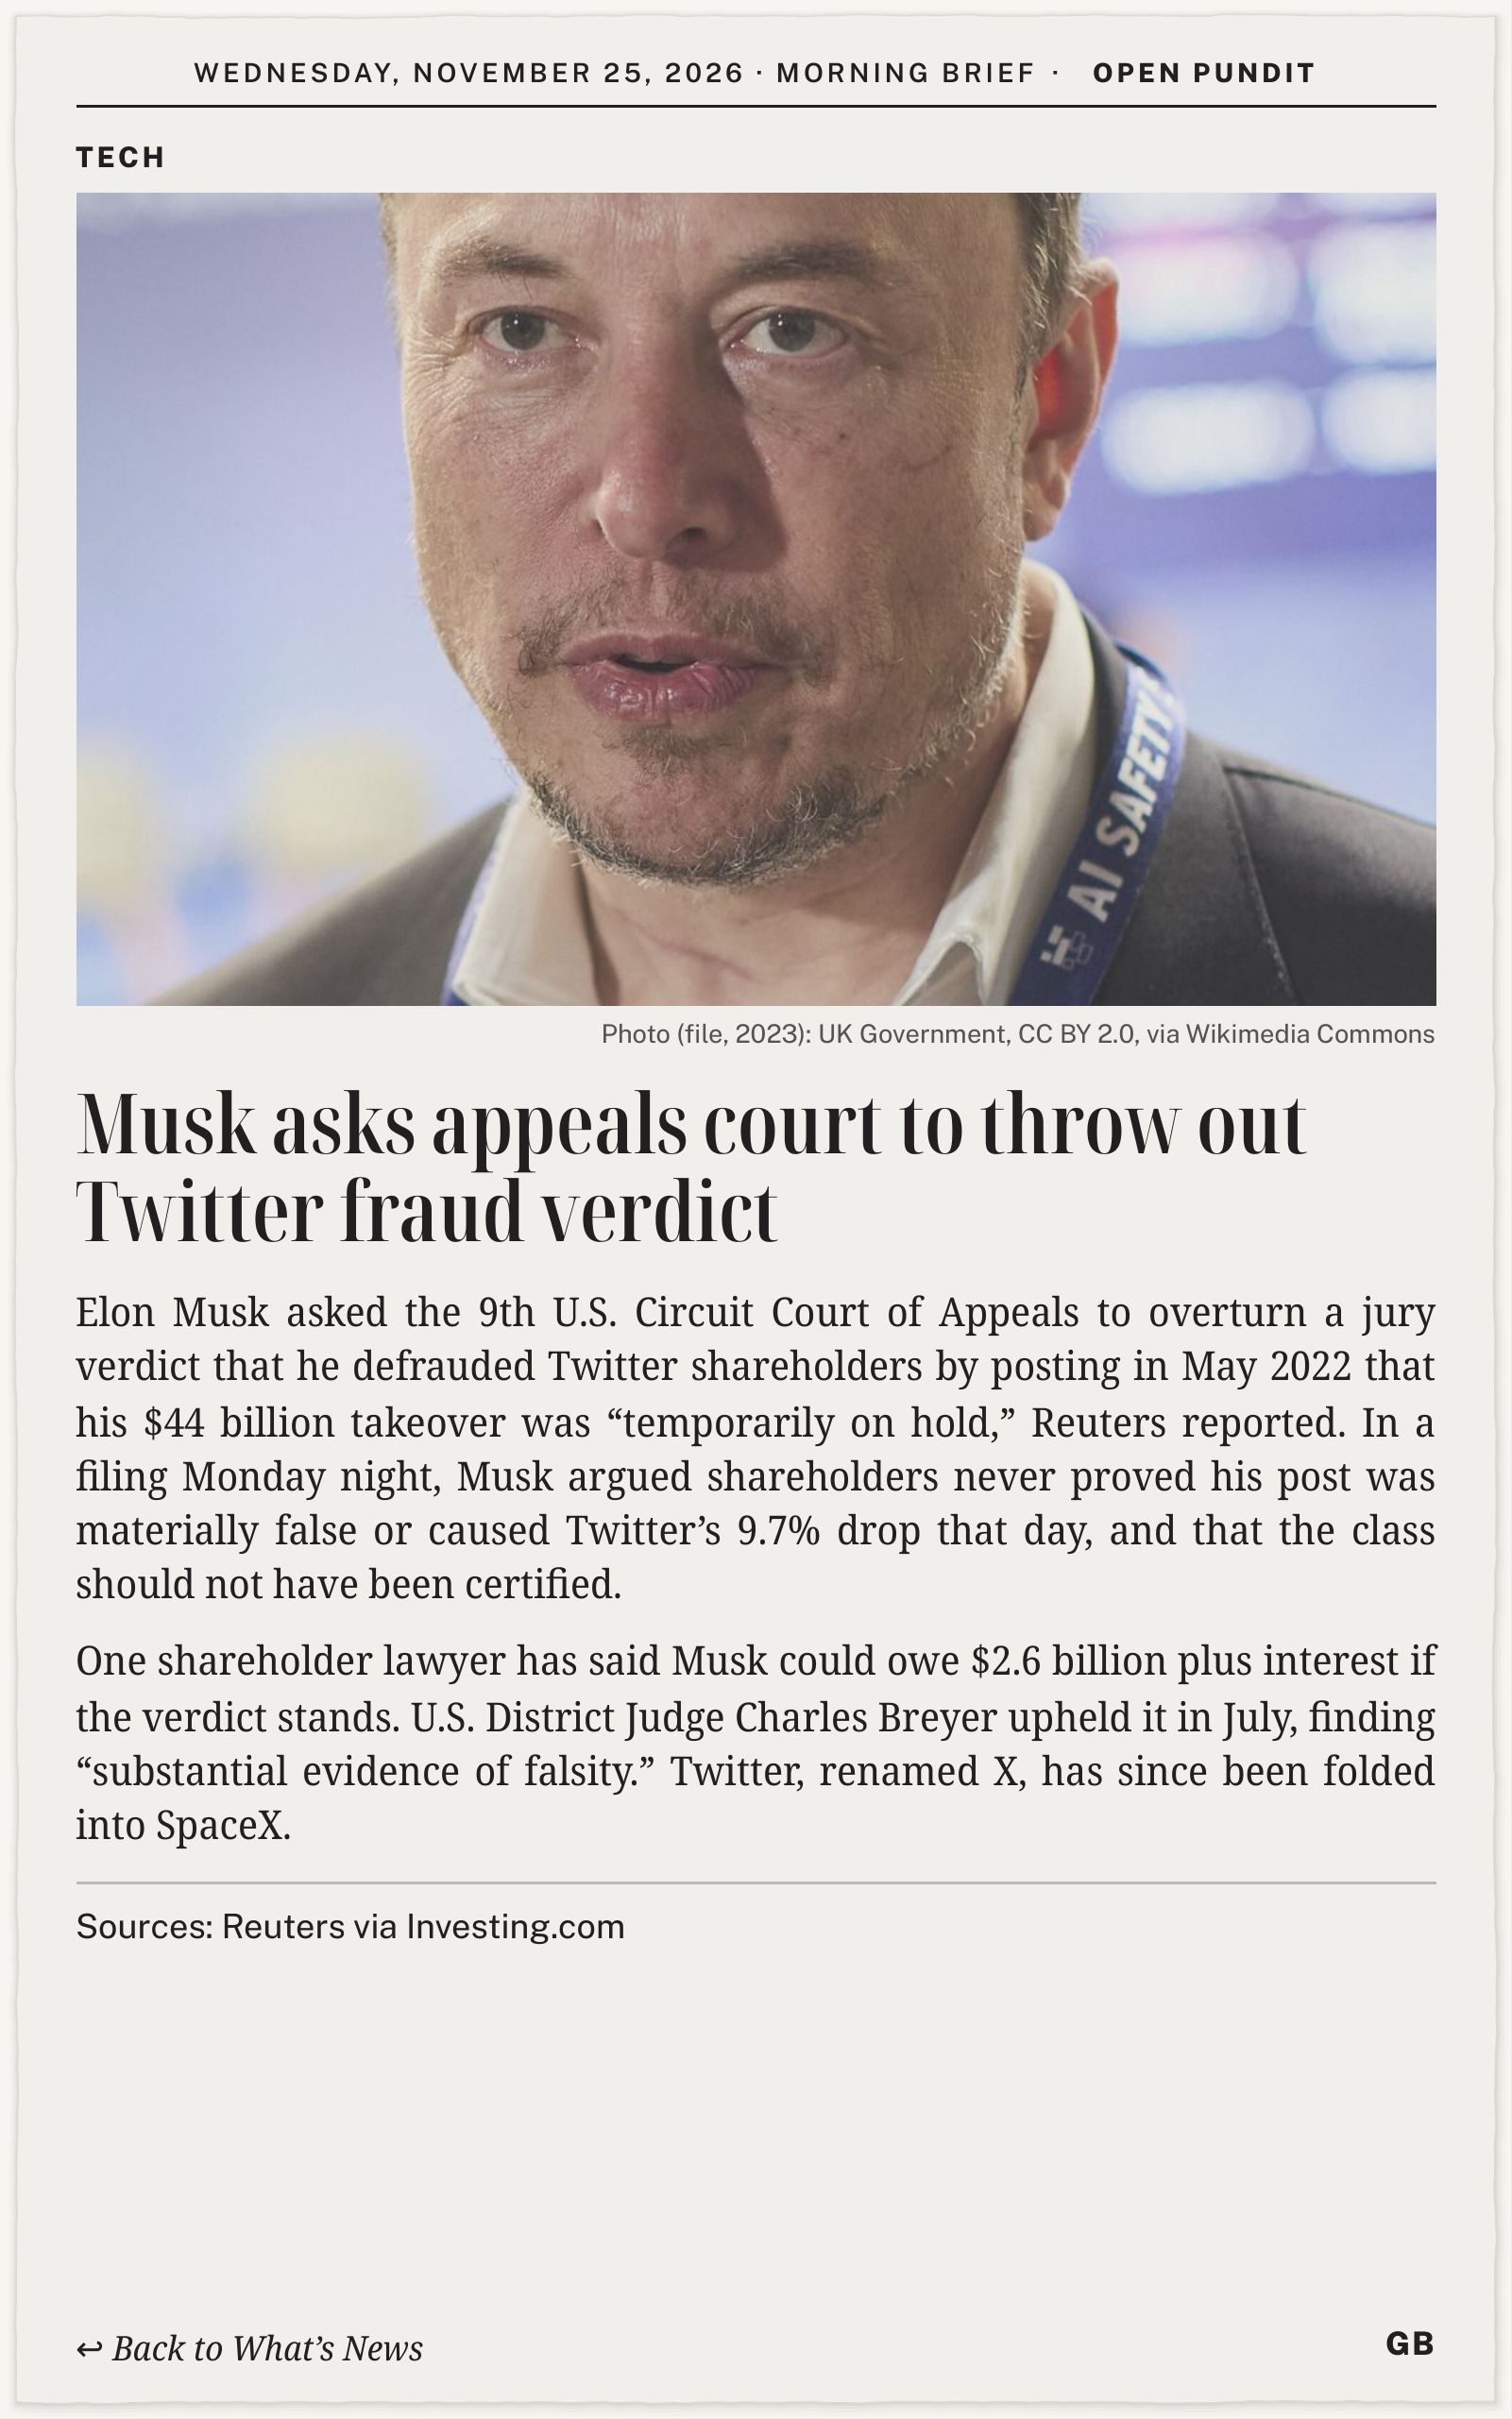 WEDNESDAY, NOVEMBER 25, 2026 · MORNING BRIEF · OPEN PUNDIT
TECH
AI SAFETY
Photo (file, 2023): UK Government, CC BY 2.0, via Wikimedia Commons
Musk asks appeals court to throw out
Twitter fraud verdict
Elon Musk asked the 9th U.S. Circuit Court of Appeals to overturn a jury
verdict that he defrauded Twitter shareholders by posting in May 2022 that
his $44 billion takeover was “temporarily on hold,” Reuters reported. In a
filing Monday night, Musk argued shareholders never proved his post was
materially false or caused Twitter’s 9.7% drop that day, and that the class
should not have been certified.
One shareholder lawyer has said Musk could owe $2.6 billion plus interest if
the verdict stands. U.S. District Judge Charles Breyer upheld it in July, finding
“substantial evidence of falsity.” Twitter, renamed X, has since been folded
into SpaceX.
Sources: Reuters via Investing.com
↩ Back to What’s News
GB